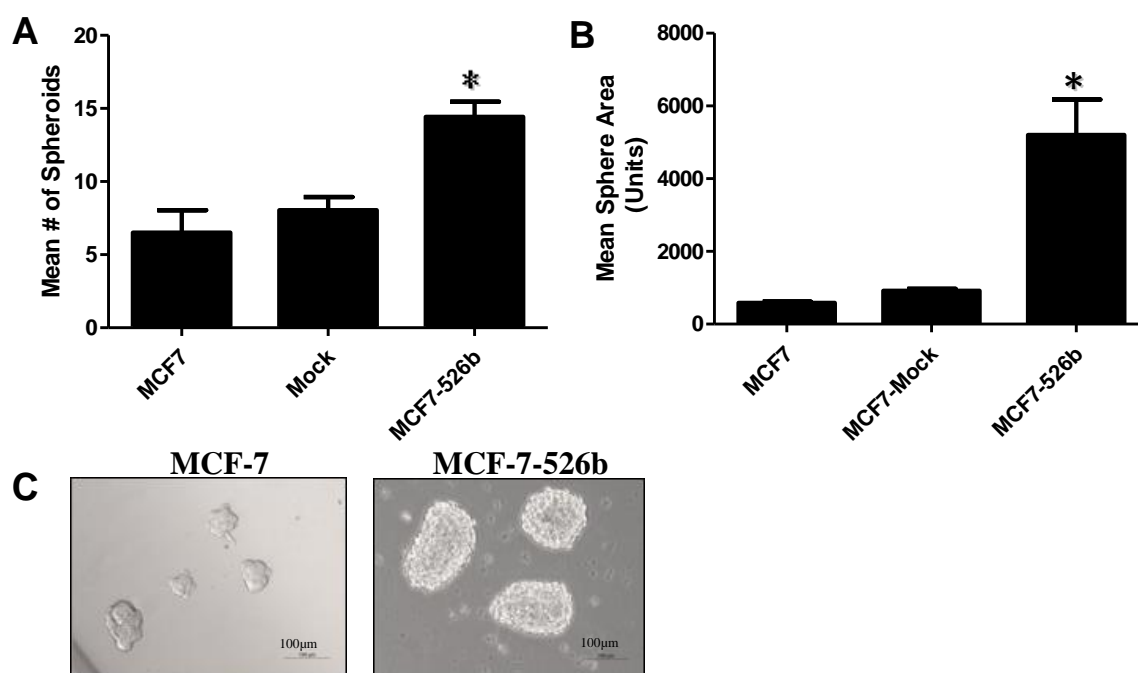 A
20
15
10
5
0
Mean # of Spheroids
*
MCF7
Mock
MCF7-526b
B
8000
6000
4000
2000
0
Mean Sphere Area
(Units)
*
MCF7
MCF7-Mock
MCF7-526b
C
MCF-7
100µm
MCF-7-526b
100µm